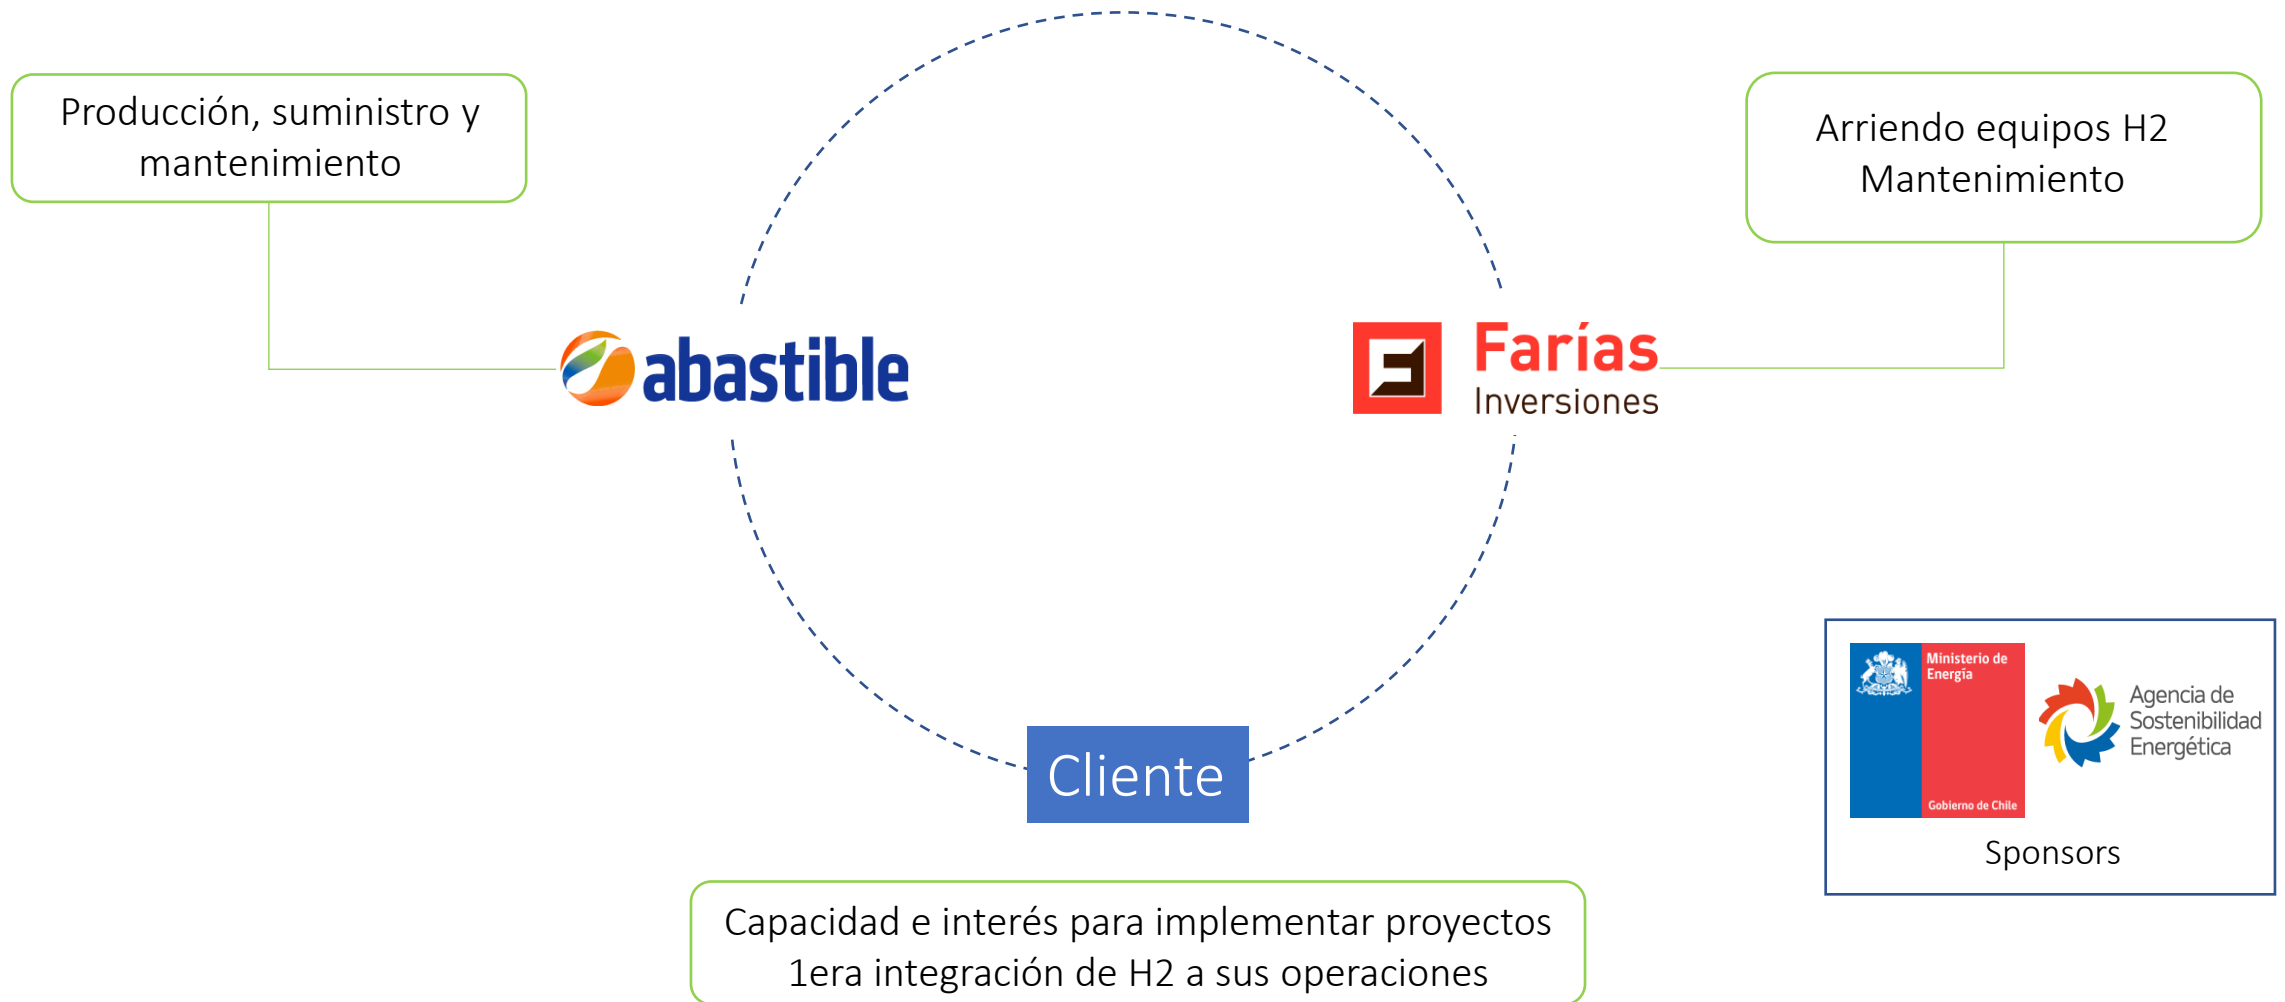 Producción, suministro y
mantenimiento
Arriendo equipos H2
Mantenimiento
abastible
Farías
Inversiones
Cliente
Capacidad e interés para implementar proyectos
1era integración de H2 a sus operaciones
Ministerio de
Energía
Gobierno de Chile
Agencia de
Sostenibilidad
Energética
Sponsors